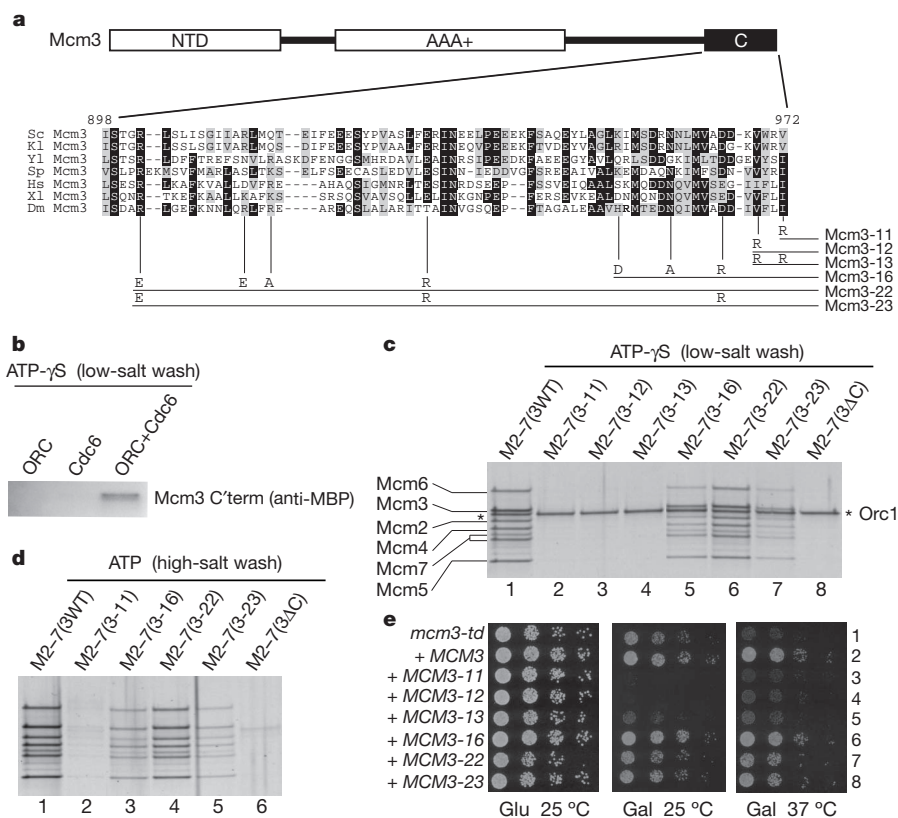 a
Mcm3 NTD AAA+ C
898 972
Sc Mcm3
Kl Mcm3
Yl Mcm3
Sp Mcm3
Hs Mcm3
Xl Mcm3
Dm Mcm3
R Mcm3-11
R Mcm3-12
R R Mcm3-13
D A R Mcm3-16
E E A R Mcm3-22
E R R Mcm3-23
b
ATP-γS (low-salt wash)
ORC
Cdc6
ORC+Cdc6
Mcm3 C′term (anti-MBP)
c
ATP-γS (low-salt wash)
M2–7(3WT)
M2–7(3-11)
M2–7(3-12)
M2–7(3-13)
M2–7(3-16)
M2–7(3-22)
M2–7(3-23)
M2–7(3ΔC)
Mcm6
Mcm3
*
Mcm2
Mcm4
Mcm7
Mcm5
* Orc1
1 2 3 4 5 6 7 8
d
ATP (high-salt wash)
M2–7(3WT)
M2–7(3-11)
M2–7(3-16)
M2–7(3-22)
M2–7(3-23)
M2–7(3ΔC)
1 2 3 4 5 6
e
mcm3-td 1
+ MCM3 2
+ MCM3-11 3
+ MCM3-12 4
+ MCM3-13 5
+ MCM3-16 6
+ MCM3-22 7
+ MCM3-23 8
Glu 25 ºC Gal 25 ºC Gal 37 ºC